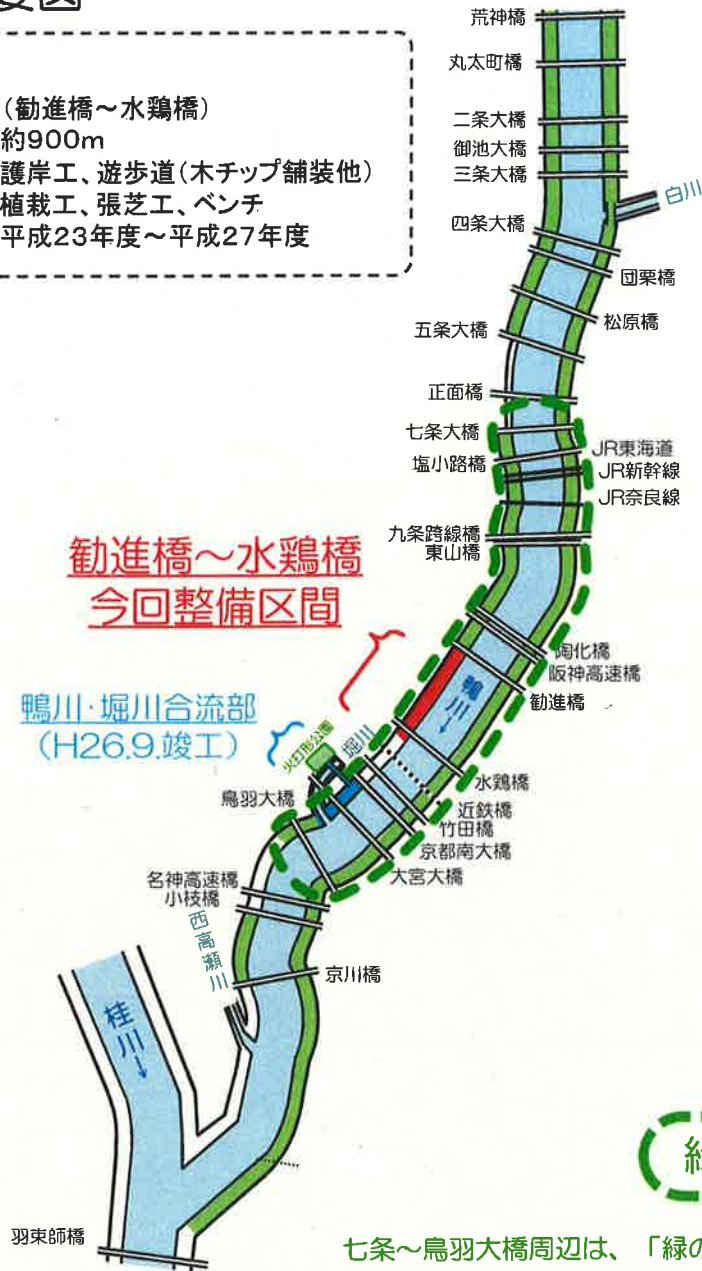 要図
(勧進橋～水鶏橋)
約900m
護岸工、遊歩道(木チップ舗装他)
植栽工、張芝工、ベンチ
平成23年度～平成27年度
荒神橋
丸太町橋
二条大橋
御池大橋
三条大橋
白川
四条大橋
団栗橋
松原橋
五条大橋
正面橋
七条大橋
JR東海道
塩小路橋
JR新幹線
JR奈良線
九条跨線橋
東山橋
勧進橋～水鶏橋
今回整備区間
陶化橋
阪神高速橋
鴨川↓
勧進橋
鴨川・堀川合流部
(H26.9.竣工)
火打形公園
堀川
水鶏橋
鳥羽大橋
近鉄橋
竹田橋
京都南大橋
大宮大橋
名神高速橋
小枝橋
西高瀬川
京川橋
桂川↓
羽束師橋
七条～鳥羽大橋周辺は、「緑の